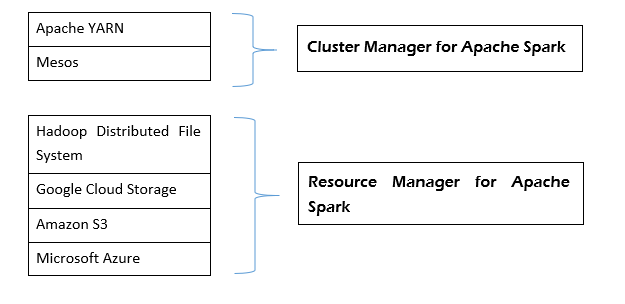 Apache YARN
Mesos
Cluster Manager for Apache Spark
Hadoop Distributed File
System
Google Cloud Storage
Amazon S3
Microsoft Azure
Resource Manager for Apache
Spark